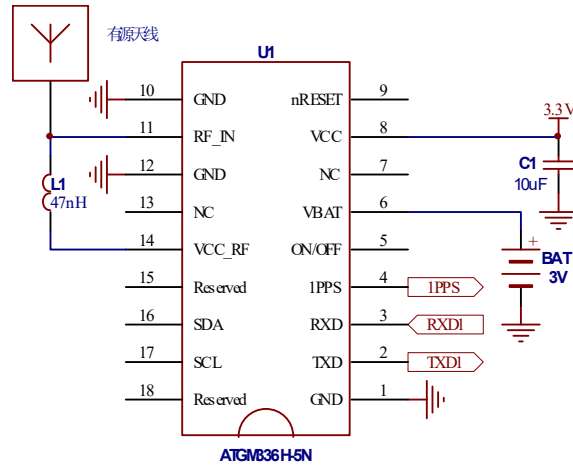 有源天线
U1
10 GND nRESET 9
11 RF_IN VCC 8
3.3V
12 GND NC 7
C1
10uF
L1
47nH
13 NC VBAT 6
14 VCC_RF ON/OFF 5
+
BAT
3V
15 Reserved 1PPS 4 1PPS
16 SDA RXD 3 RXD1
17 SCL TXD 2 TXD1
18 Reserved GND 1
ATGM336H-5N